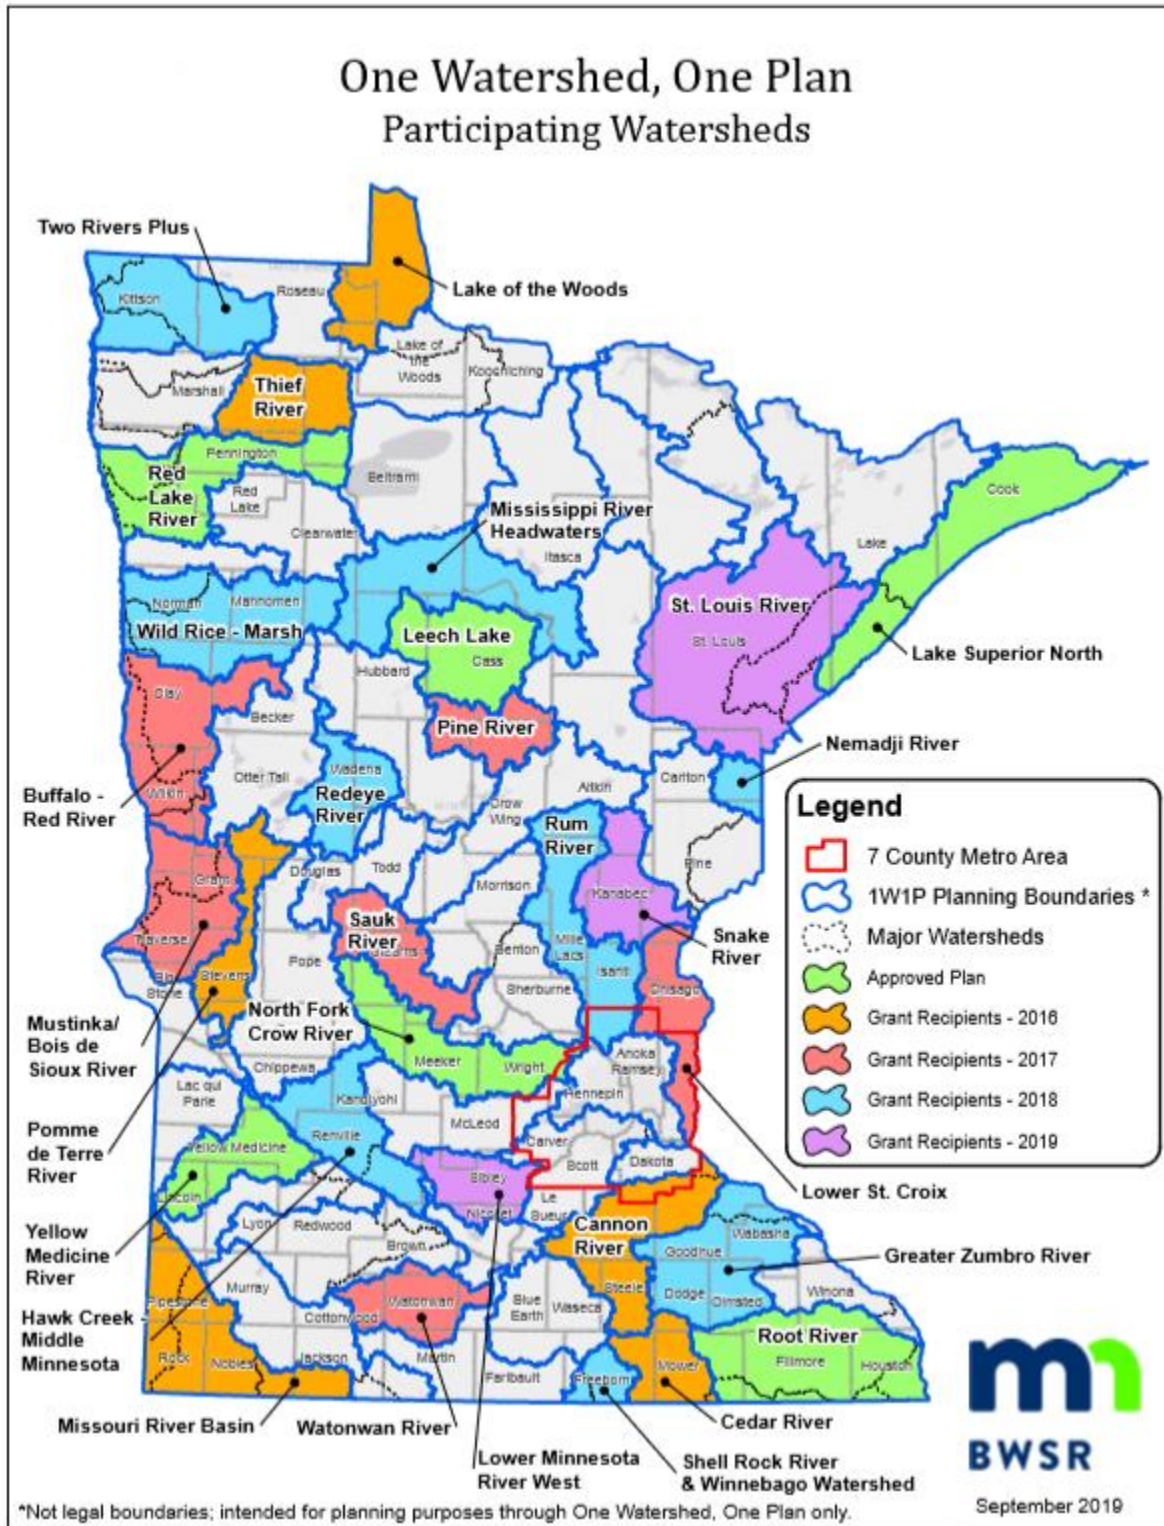 One Watershed, One Plan
Participating Watersheds
Two Rivers Plus
Lake of the Woods
Kittson
Roseau
Lake of
the
Woods
Koochiching
Marshall
Thief
River
Pennington
Red
Lake
River
Red
Lake
Beltrami
Clearwater
Mississippi River
Headwaters
Itasca
Cook
Lake
St. Louis River
St. Louis
Lake Superior North
Norman
Mahnomen
Wild Rice - Marsh
Leech Lake
Cass
Hubbard
Clay
Becker
Pine River
Nemadji River
Buffalo -
Red River
Wilkin
Otter Tail
Wadena
Redeye
River
Crow
Wing
Aitkin
Carlton
Rum
River
Pine
Grant
Douglas
Todd
Morrison
Kanabec
Snake
River
Traverse
Big
Stone
Stevens
Pope
Sauk
River
Stearns
Benton
Mille
Lacs
Isanti
Sherburne
Chisago
Mustinka/
Bois de
Sioux River
North Fork
Crow River
Meeker
Wright
Anoka
Ramsey
Hennepin
Chippewa
Lac qui
Parle
Kandiyohi
McLeod
Carver
Scott
Dakota
Pomme
de Terre
River
Renville
Yellow Medicine
Lincoln
Sibley
Nicollet
Le
Sueur
Lower St. Croix
Yellow
Medicine
River
Lyon
Redwood
Brown
Cannon
River
Goodhue
Wabasha
Greater Zumbro River
Hawk Creek -
Middle
Minnesota
Pipestone
Murray
Cottonwood
Watonwan
Blue
Earth
Waseca
Steele
Dodge
Olmsted
Winona
Rock
Nobles
Jackson
Martin
Faribault
Freeborn
Mower
Root River
Fillmore
Houston
Missouri River Basin
Watonwan River
Cedar River
Lower Minnesota
River West
Shell Rock River
& Winnebago Watershed
Legend
7 County Metro Area
1W1P Planning Boundaries *
Major Watersheds
Approved Plan
Grant Recipients - 2016
Grant Recipients - 2017
Grant Recipients - 2018
Grant Recipients - 2019
mn
BWSR
September 2019
*Not legal boundaries; intended for planning purposes through One Watershed, One Plan only.